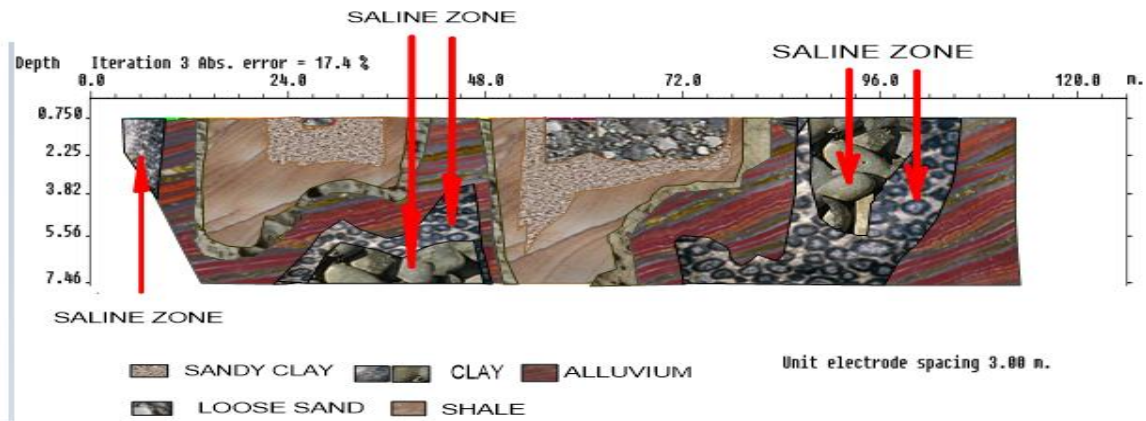 SALINE ZONE
SALINE ZONE
Depth Iteration 3 Abs. error = 17.4 %
0.0 24.0 48.0 72.0 96.0 120.0 m.
0.750
2.25
3.82
5.56
7.46
SALINE ZONE
SANDY CLAY CLAY ALLUVIUM
Unit electrode spacing 3.00 m.
LOOSE SAND SHALE